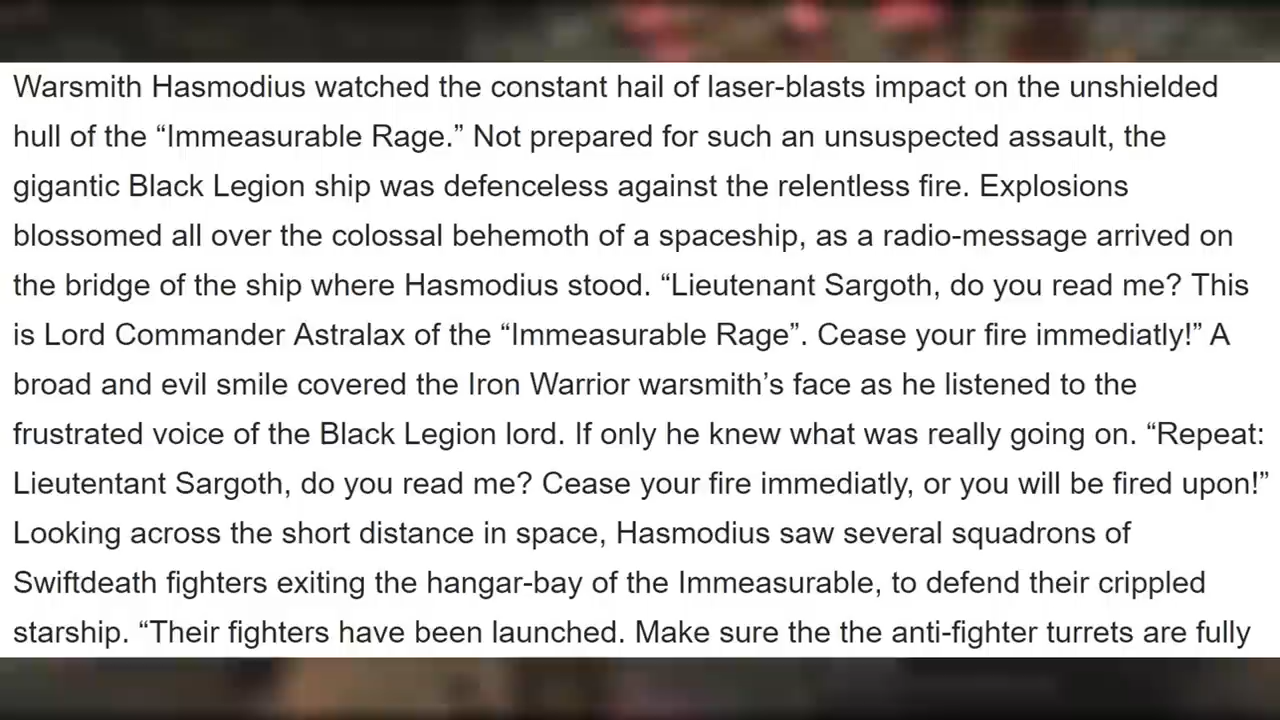 Warsmith Hasmodius watched the constant hail of laser-blasts impact on the unshielded
hull of the “Immeasurable Rage.” Not prepared for such an unsuspected assault, the
gigantic Black Legion ship was defenceless against the relentless fire. Explosions
blossomed all over the colossal behemoth of a spaceship, as a radio-message arrived on
the bridge of the ship where Hasmodius stood. “Lieutenant Sargoth, do you read me? This
is Lord Commander Astralax of the “Immeasurable Rage”. Cease your fire immediatly!” A
broad and evil smile covered the Iron Warrior warsmith’s face as he listened to the
frustrated voice of the Black Legion lord. If only he knew what was really going on. “Repeat:
Lieutentant Sargoth, do you read me? Cease your fire immediatly, or you will be fired upon!”
Looking across the short distance in space, Hasmodius saw several squadrons of
Swiftdeath fighters exiting the hangar-bay of the Immeasurable, to defend their crippled
starship. “Their fighters have been launched. Make sure the the anti-fighter turrets are fully